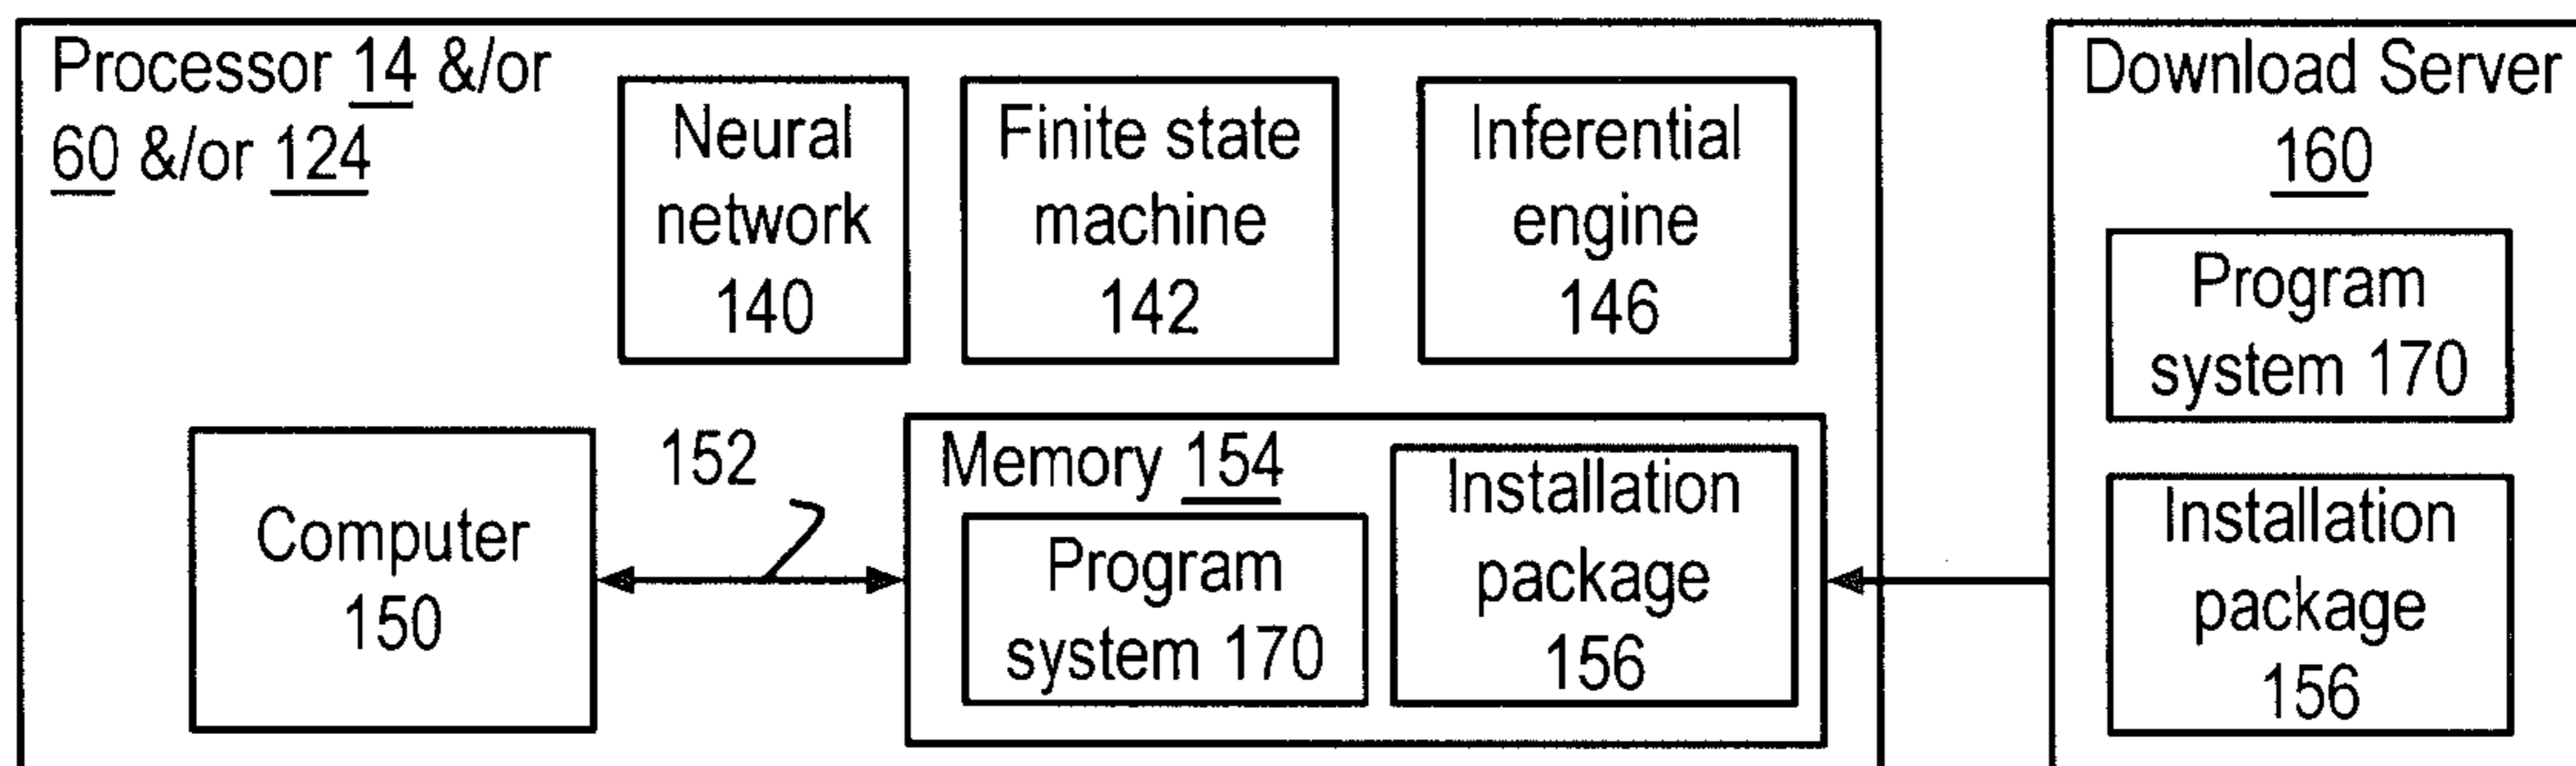 Processor 14 &/or
60 &/or 124
Neural
network
140
Finite state
machine
142
Inferential
engine
146
Download Server
160
Program
system 170
Installation
package
156
Computer
150
152
Memory 154
Program
system 170
Installation
package
156